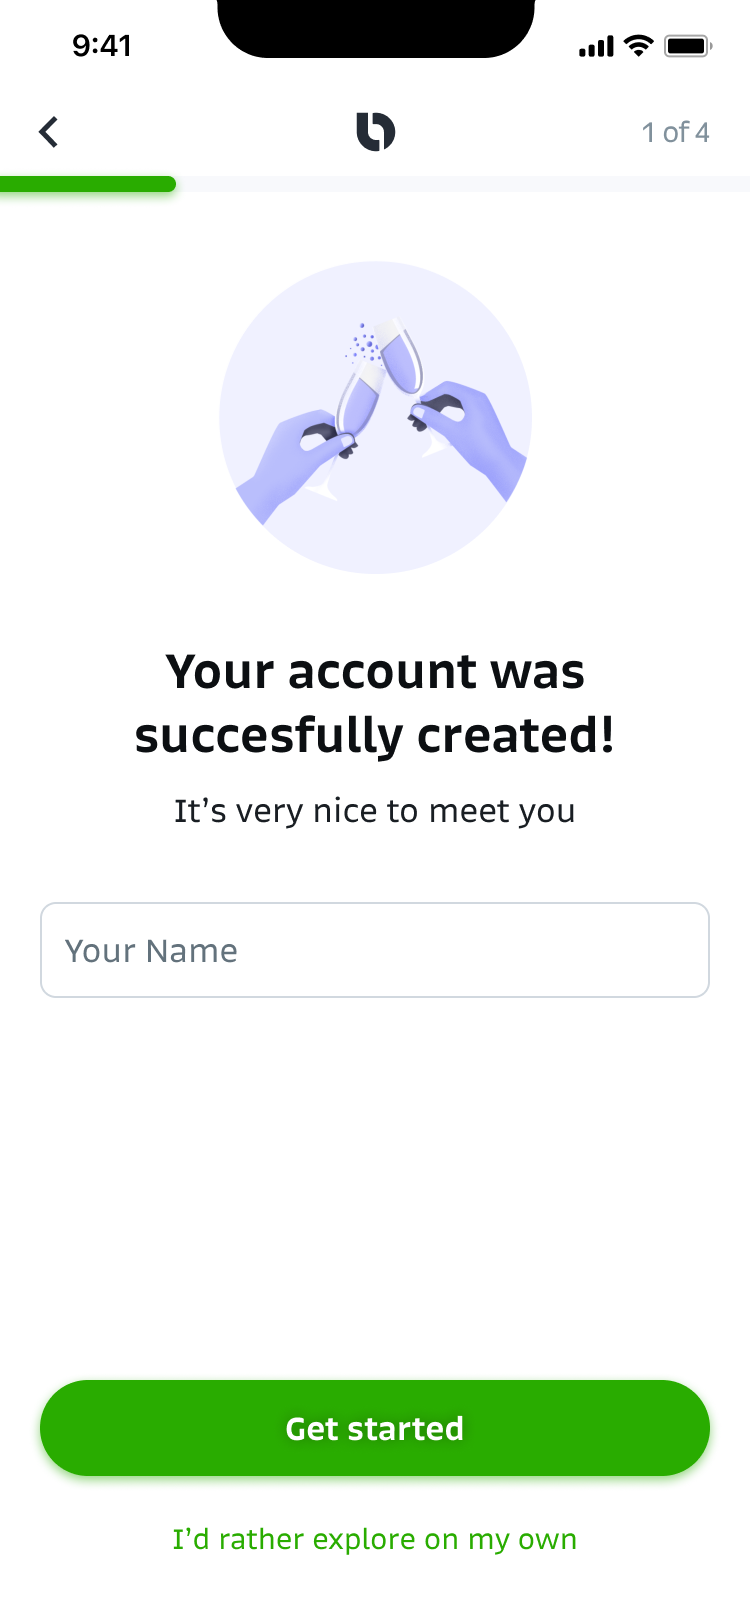 9:41
1 of 4
Your account was
succesfully created!
It’s very nice to meet you
Your Name
Get started
I’d rather explore on my own